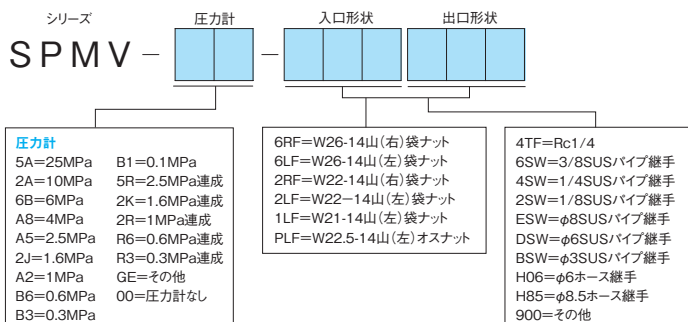 シリーズ
圧力計
入口形状
出口形状
SPMV－ －
圧力計
5A=25MPa
2A=10MPa
6B=6MPa
A8=4MPa
A5=2.5MPa
2J=1.6MPa
A2=1MPa
B6=0.6MPa
B3=0.3MPa
B1=0.1MPa
5R=2.5MPa連成
2K=1.6MPa連成
2R=1MPa連成
R6=0.6MPa連成
R3=0.3MPa連成
GE=その他
00=圧力計なし
6RF=W26-14山(右)袋ナット
6LF=W26-14山(左)袋ナット
2RF=W22-14山(右)袋ナット
2LF=W22−14山(左)袋ナット
1LF=W21-14山(左)袋ナット
PLF=W22.5-14山(左)オスナット
4TF=Rc1/4
6SW=3/8SUSパイプ継手
4SW=1/4SUSパイプ継手
2SW=1/8SUSパイプ継手
ESW=φ8SUSパイプ継手
DSW=φ6SUSパイプ継手
BSW=φ3SUSパイプ継手
H06=φ6ホース継手
H85=φ8.5ホース継手
900=その他